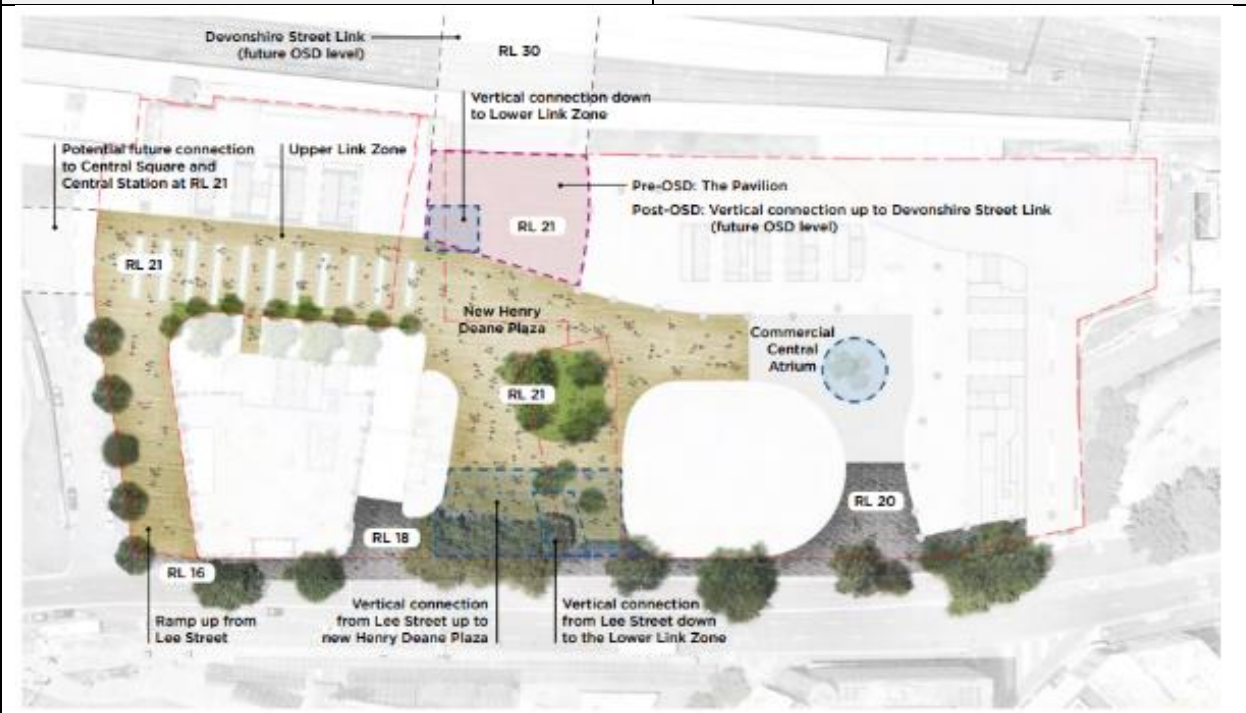 Devonshire Street Link
(future OSD level)
RL 30
Vertical connection down
to Lower Link Zone
Potential future connection
to Central Square and
Central Station at RL 21
Upper Link Zone
Pre-OSD: The Pavilion
Post-OSD: Vertical connection up to Devonshire Street Link
(future OSD level)
RL 21
RL 21
New Henry
Deane Plaza
Commercial
Central
Atrium
RL 21
RL 20
RL 18
RL 16
Ramp up from
Lee Street
Vertical connection
from Lee Street up to
new Henry Deane Plaza
Vertical connection
from Lee Street down
to the Lower Link Zone